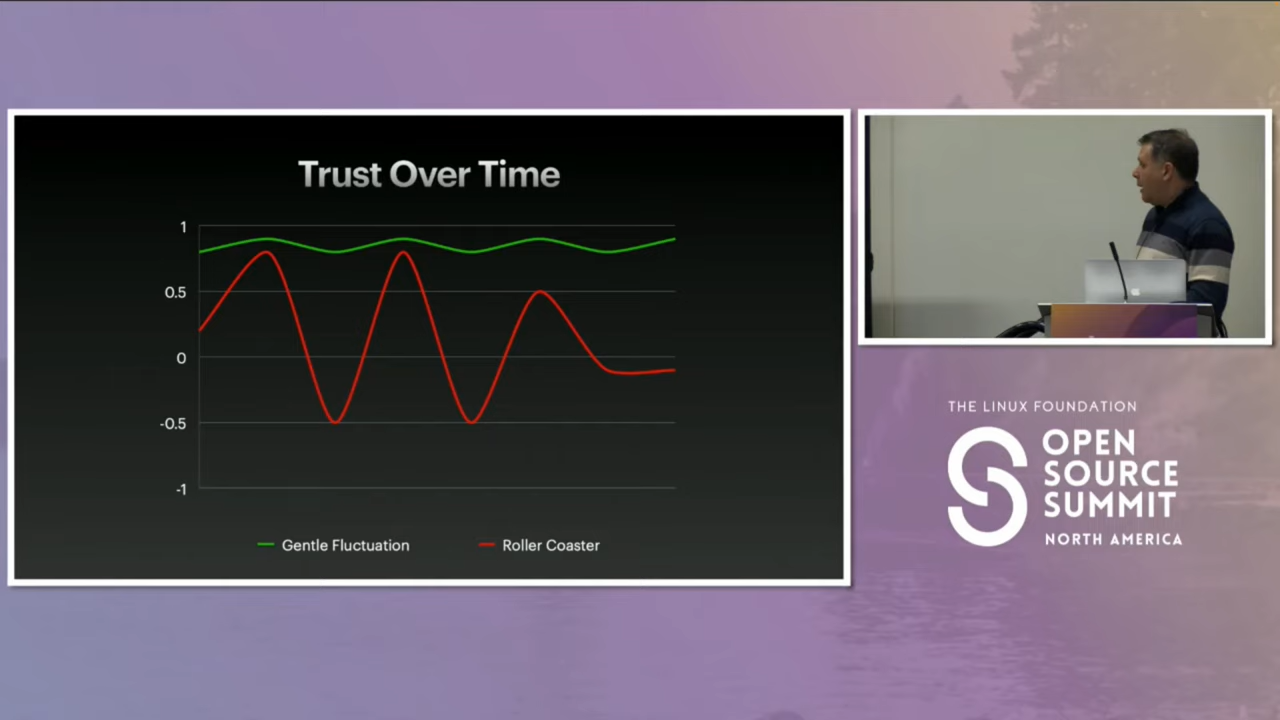 Trust Over Time
1
0.5
0
-0.5
-1
Gentle Fluctuation
Roller Coaster
THE LINUX FOUNDATION
OPEN
SOURCE
SUMMIT
NORTH AMERICA